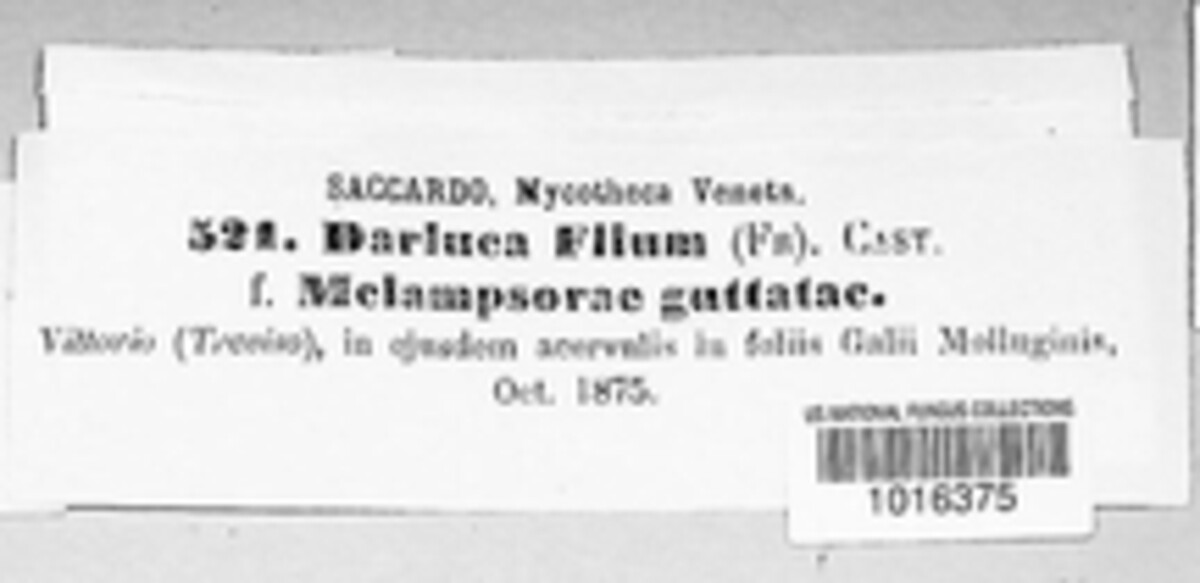 SACCARDO, Mycotheca Veneta.
521. Darluca Filum (FR). CAST.
f. Melampsorae guttatae.
Vittorio (Treviso), in ejusdem acervulis in foliis Galii Molluginis,
Oct. 1875.
US NATIONAL FUNGUS COLLECTIONS
1016375